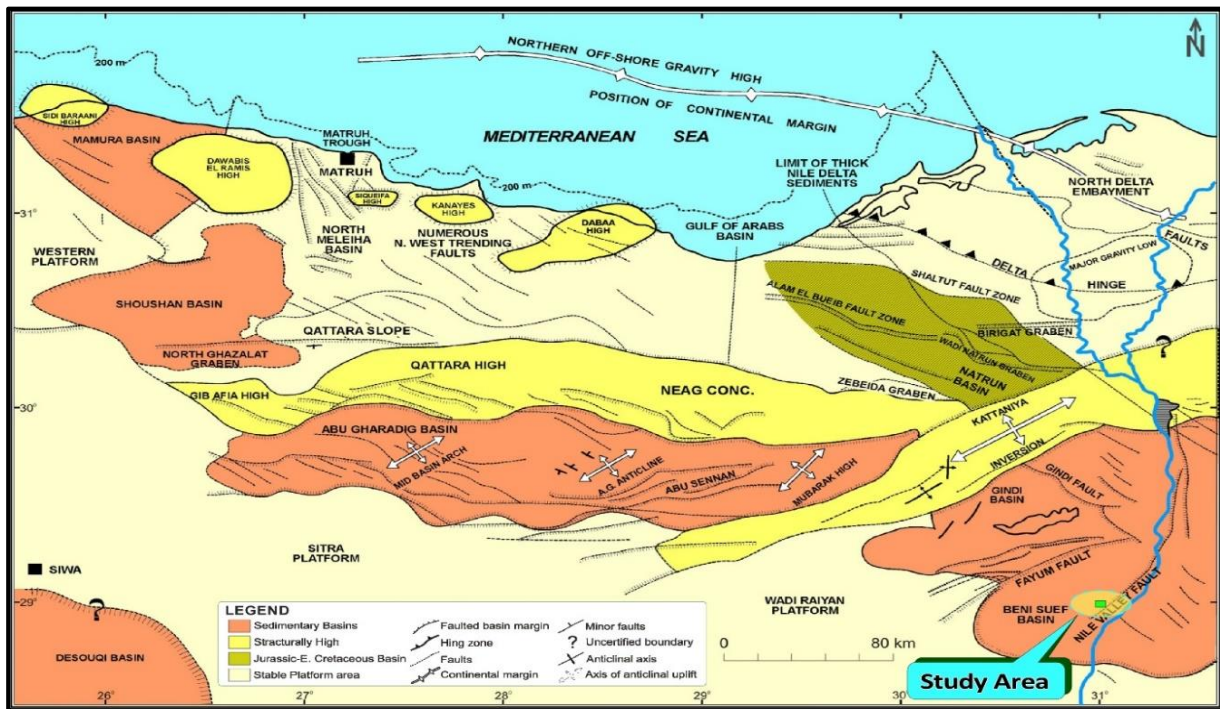 N
200 m
NORTHERN OFF-SHORE GRAVITY HIGH
POSITION OF CONTINENTAL MARGIN
SIDI BARAANI
HIGH
MAMURA BASIN
DAWABIS
EL RAMIS
HIGH
MATRUH
TROUGH
MATRUH
MEDITERRANEAN SEA
SIQUEIFA
HIGH
200 m
KANAYES
HIGH
LIMIT OF THICK
NILE DELTA
SEDIMENTS
NORTH DELTA
EMBAYMENT
31°
31°
NORTH
MELEIHA
BASIN
NUMEROUS
N. WEST TRENDING
FAULTS
DABAA
HIGH
GULF OF ARABS
BASIN
WESTERN
PLATFORM
FAULTS
MAJOR GRAVITY LOW
DELTA
HINGE
SHOUSHAN BASIN
SHALTUT FAULT ZONE
ALAM EL BUEIB FAULT ZONE
QATTARA SLOPE
BIRIGAT GRABEN
NORTH GHAZALAT
GRABEN
WADI NATRUN GRABEN
NATRUN
BASIN
QATTARA HIGH
NEAG CONC.
ZEBEIDA GRABEN
GIB AFIA HIGH
30°
30°
KATTANIYA
INVERSION
ABU GHARADIG BASIN
MID BASIN ARCH
A.G. ANTICLINE
ABU SENNAN
MUBARAK HIGH
GINDI FAULT
GINDI
BASIN
SITRA
PLATFORM
FAYUM FAULT
SIWA
29°
29°
WADI RAIYAN
PLATFORM
BENI SUEF
BASIN
NILE VALLEY FAULT
DESOUQI BASIN
LEGEND
Sedimentary Basins
Stracturally High
Jurassic-E. Cretaceous Basin
Stable Platform area
Faulted basin margin
Hing zone
Faults
Continental margin
Minor faults
? Uncertified boundary
Anticlinal axis
Axis of anticlinal uplift
0 80 km
Study Area
26° 27° 28° 29° 30° 31°